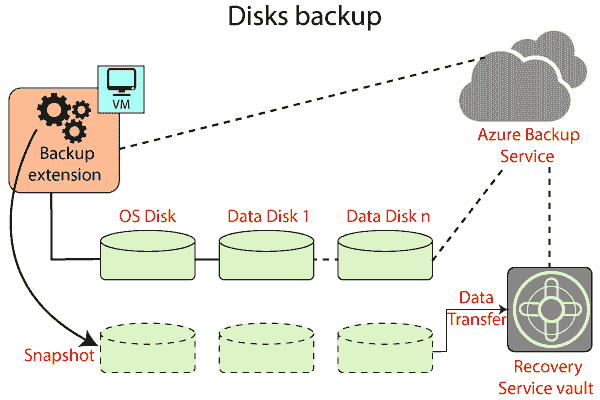 Disks backup
VM
Backup
extension
Azure Backup
Service
OS Disk
Data Disk 1
Data Disk n
Data
Transfer
Snapshot
Recovery
Service vault